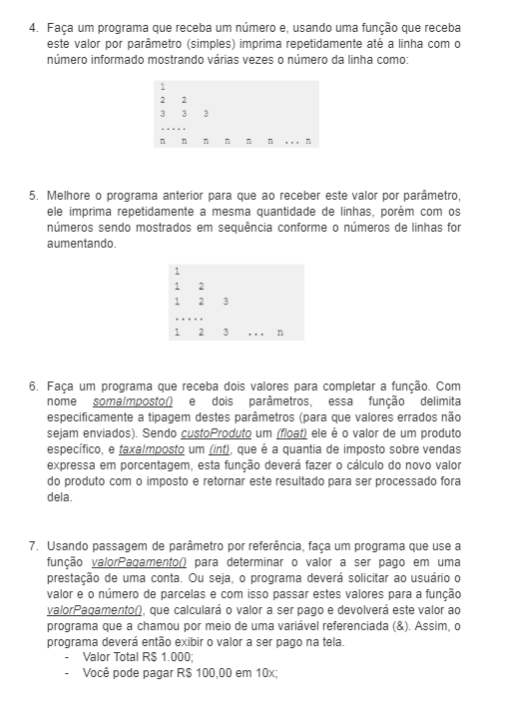 4. Faça um programa que receba um número e, usando uma função que receba
este valor por parâmetro (simples) imprima repetidamente até a linha com o
número informado mostrando várias vezes o número da linha como:
1
2 2
3 3 3
.....
n n n n n n ... n
5. Melhore o programa anterior para que ao receber este valor por parâmetro,
ele imprima repetidamente a mesma quantidade de linhas, porém com os
números sendo mostrados em sequência conforme o números de linhas for
aumentando.
1
1 2
1 2 3
.....
1 2 3 ... n
6. Faça um programa que receba dois valores para completar a função. Com
nome somaImposto() e dois parâmetros, essa função delimita
especificamente a tipagem destes parâmetros (para que valores errados não
sejam enviados). Sendo custoProduto um (float) ele é o valor de um produto
específico, e taxaImposto um (int), que é a quantia de imposto sobre vendas
expressa em porcentagem, esta função deverá fazer o cálculo do novo valor
do produto com o imposto e retornar este resultado para ser processado fora
dela.
7. Usando passagem de parâmetro por referência, faça um programa que use a
função valorPagamento() para determinar o valor a ser pago em uma
prestação de uma conta. Ou seja, o programa deverá solicitar ao usuário o
valor e o número de parcelas e com isso passar estes valores para a função
valorPagamento(), que calculará o valor a ser pago e devolverá este valor ao
programa que a chamou por meio de uma variável referenciada (&). Assim, o
programa deverá então exibir o valor a ser pago na tela.
- Valor Total R$ 1.000;
- Você pode pagar R$ 100,00 em 10x;